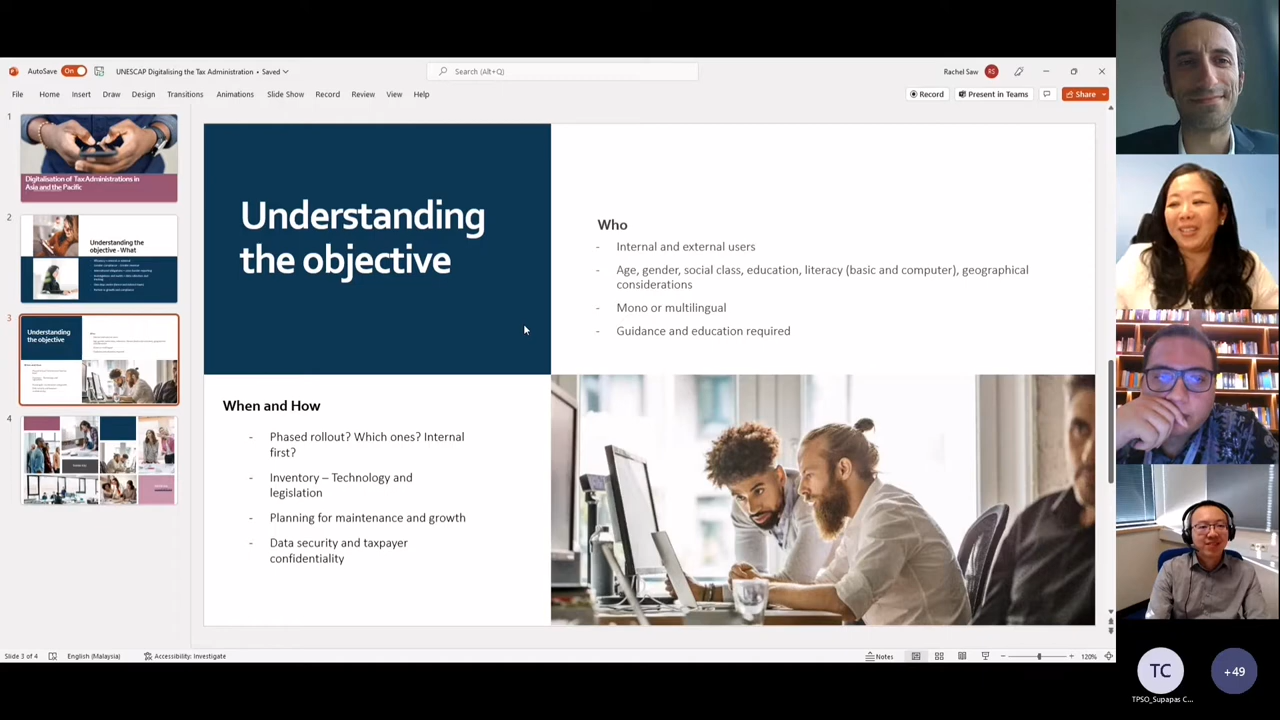 AutoSave
On
UNESCAP Digitalising the Tax Administration • Saved
Search (Alt+Q)
Rachel Saw
RS
File Home Insert Draw Design Transitions Animations Slide Show Record Review View Help
Record
Present in Teams
Share
1
Digitalisation of Tax Administrations in
Asia and the Pacific
2
Understanding the
objective - What
3
Understanding
the objective
4
Understanding
the objective
Who
- Internal and external users
- Age, gender, social class, education, literacy (basic and computer), geographical
considerations
- Mono or multilingual
- Guidance and education required
When and How
- Phased rollout? Which ones? Internal
first?
- Inventory – Technology and
legislation
- Planning for maintenance and growth
- Data security and taxpayer
confidentiality
Slide 3 of 4
English (Malaysia)
Accessibility: Investigate
Notes
120%
TC
TPSO_Supapas C...
+49